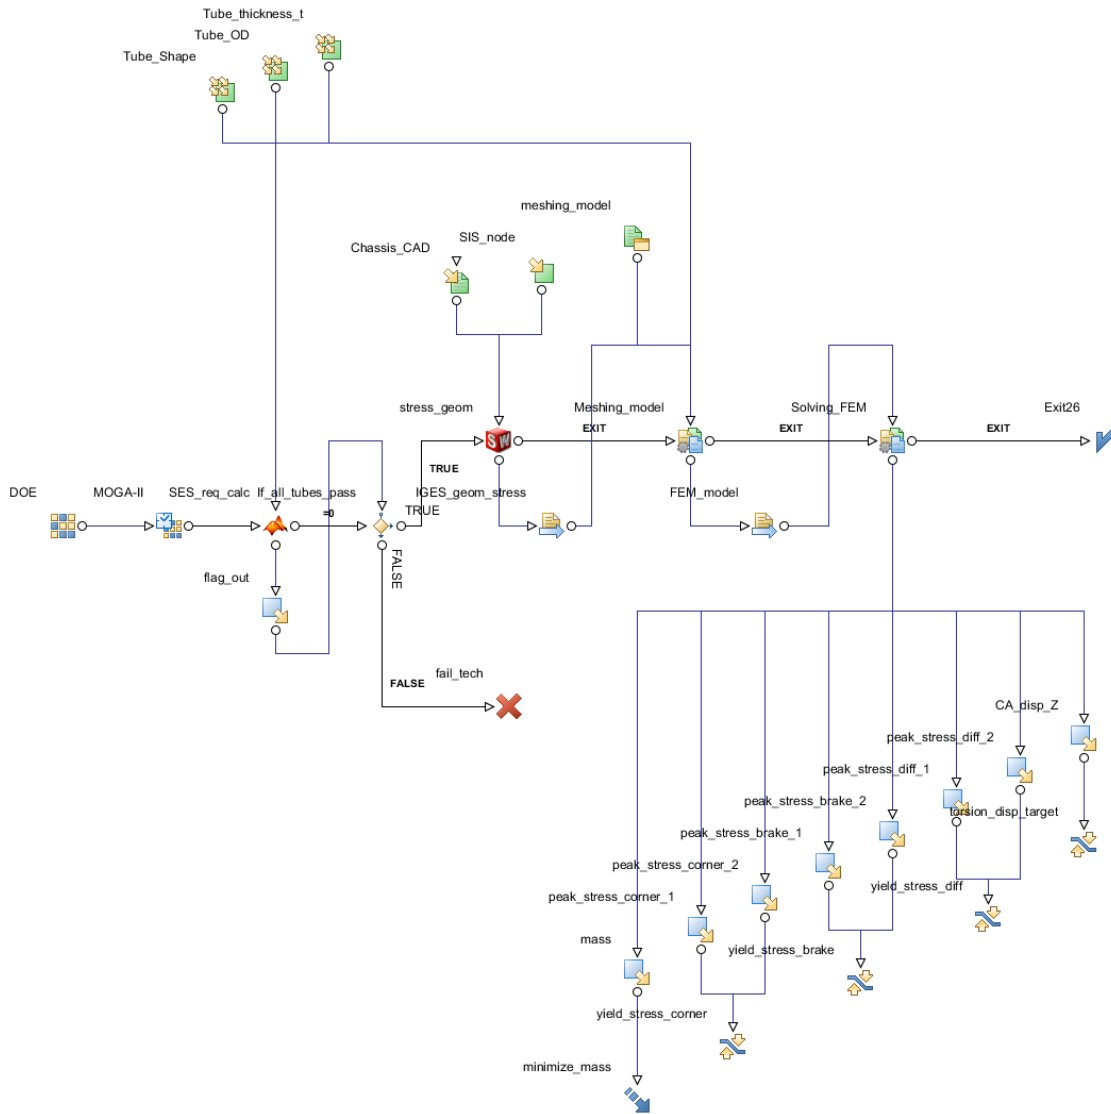 Tube_thickness_t
Tube_OD
Tube_Shape
meshing_model
SIS_node
Chassis_CAD
stress_geom
Meshing_model
Solving_FEM
Exit26
EXIT
EXIT
EXIT
TRUE
DOE
MOGA-II
SES_req_calc
If_all_tubes_pass
IGES_geom_stress
FEM_model
=0
TRUE
FALSE
flag_out
fail_tech
FALSE
CA_disp_Z
peak_stress_diff_2
peak_stress_diff_1
peak_stress_brake_2
torsion_disp_target
peak_stress_brake_1
peak_stress_corner_2
yield_stress_diff
peak_stress_corner_1
mass
yield_stress_brake
yield_stress_corner
minimize_mass